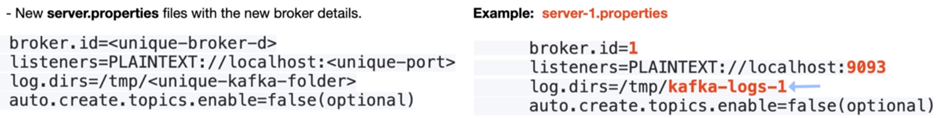 - New server.properties files with the new broker details.
broker.id=<unique-broker-d>
listeners=PLAINTEXT://localhost:<unique-port>
log.dirs=/tmp/<unique-kafka-folder>
auto.create.topics.enable=false(optional)
Example: server-1.properties
broker.id=1
listeners=PLAINTEXT://localhost:9093
log.dirs=/tmp/kafka-logs-1
auto.create.topics.enable=false(optional)